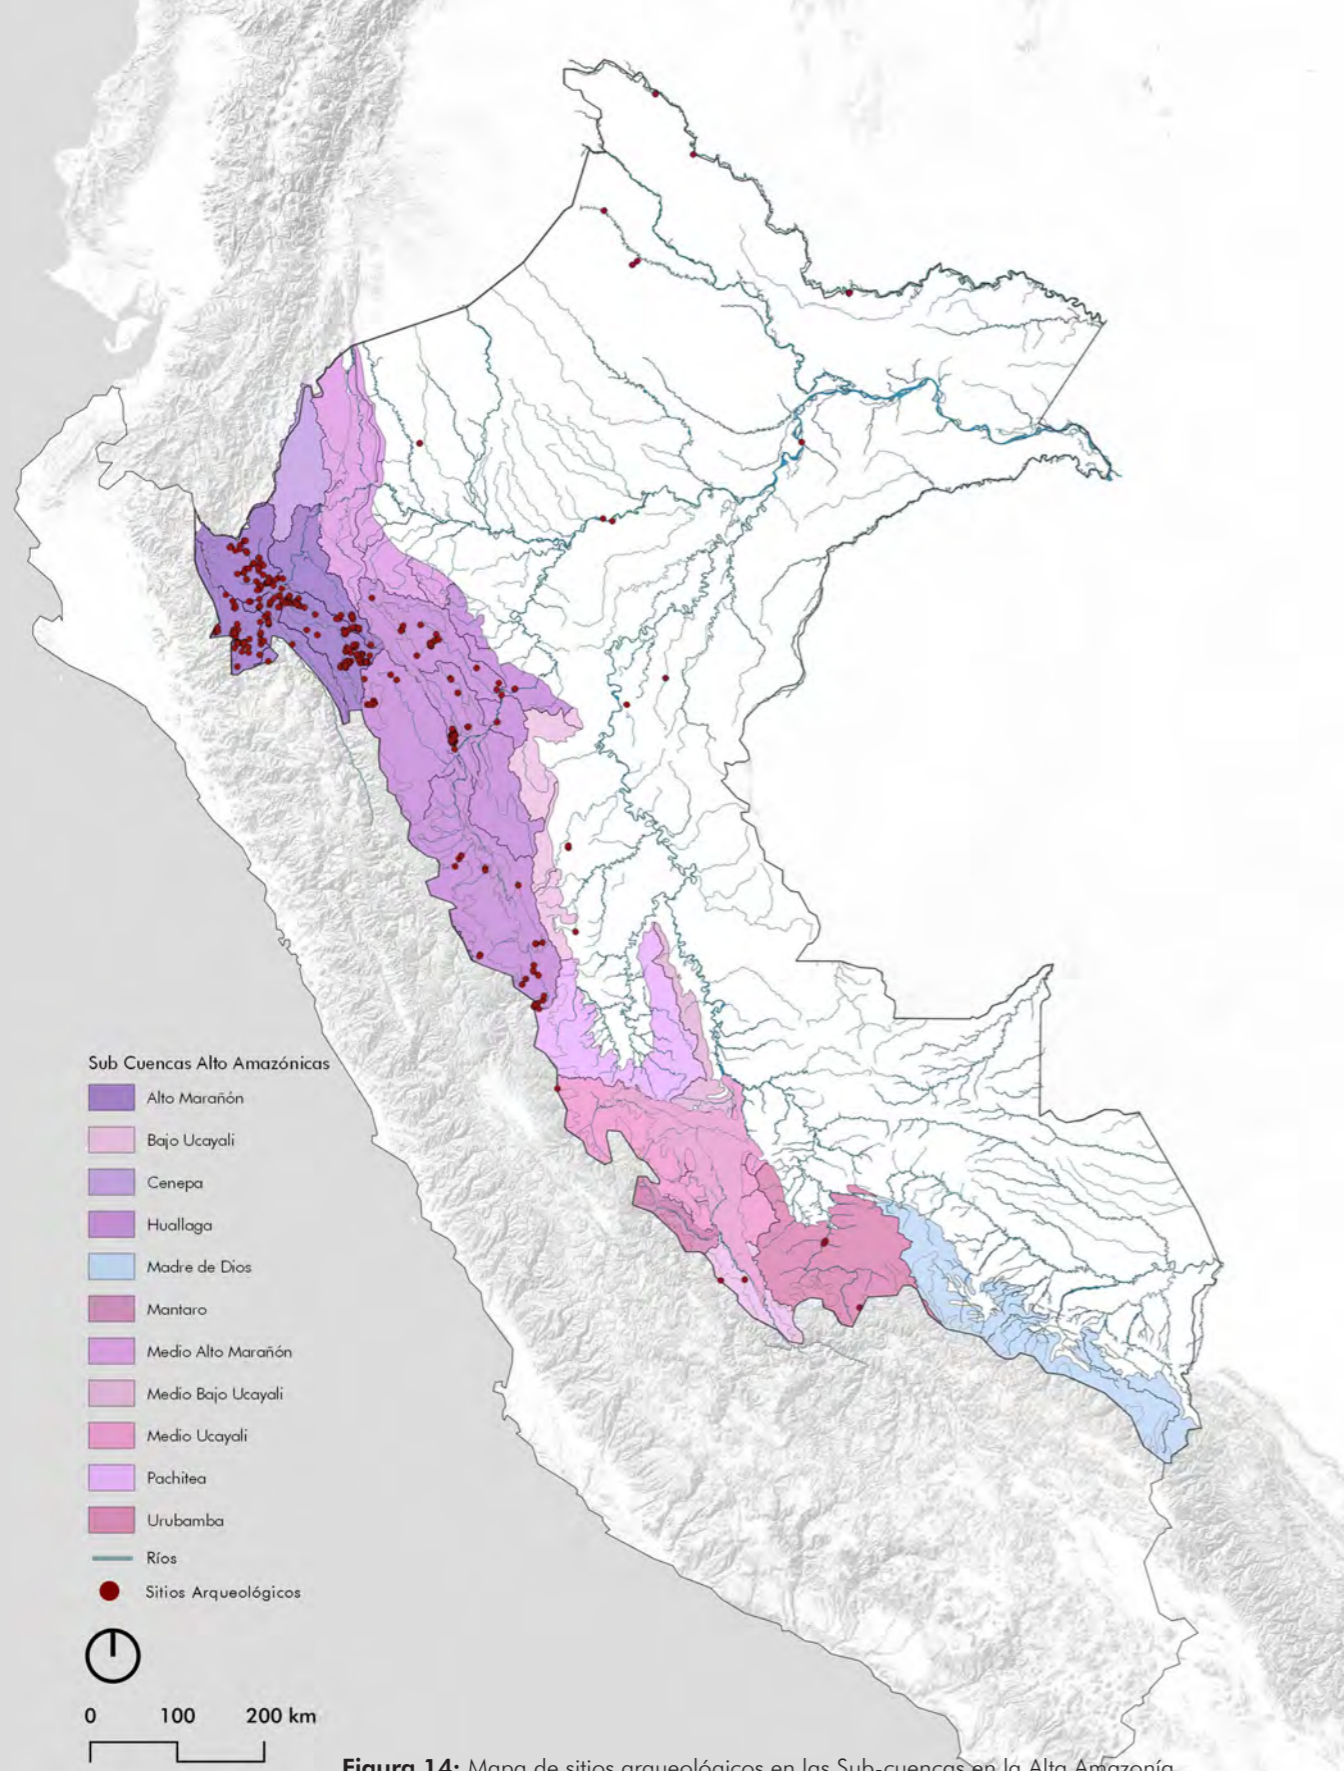 Sub Cuencas Alto Amazónicas
Alto Marañón
Bajo Ucayali
Cenepa
Huallaga
Madre de Dios
Mantaro
Medio Alto Marañón
Medio Bajo Ucayali
Medio Ucayali
Pachitea
Urubamba
Ríos
Sitios Arqueológicos
0 100 200 km
Figura 14: Mapa de sitios arqueológicos en las Sub-cuencas en la Alta Amazonía